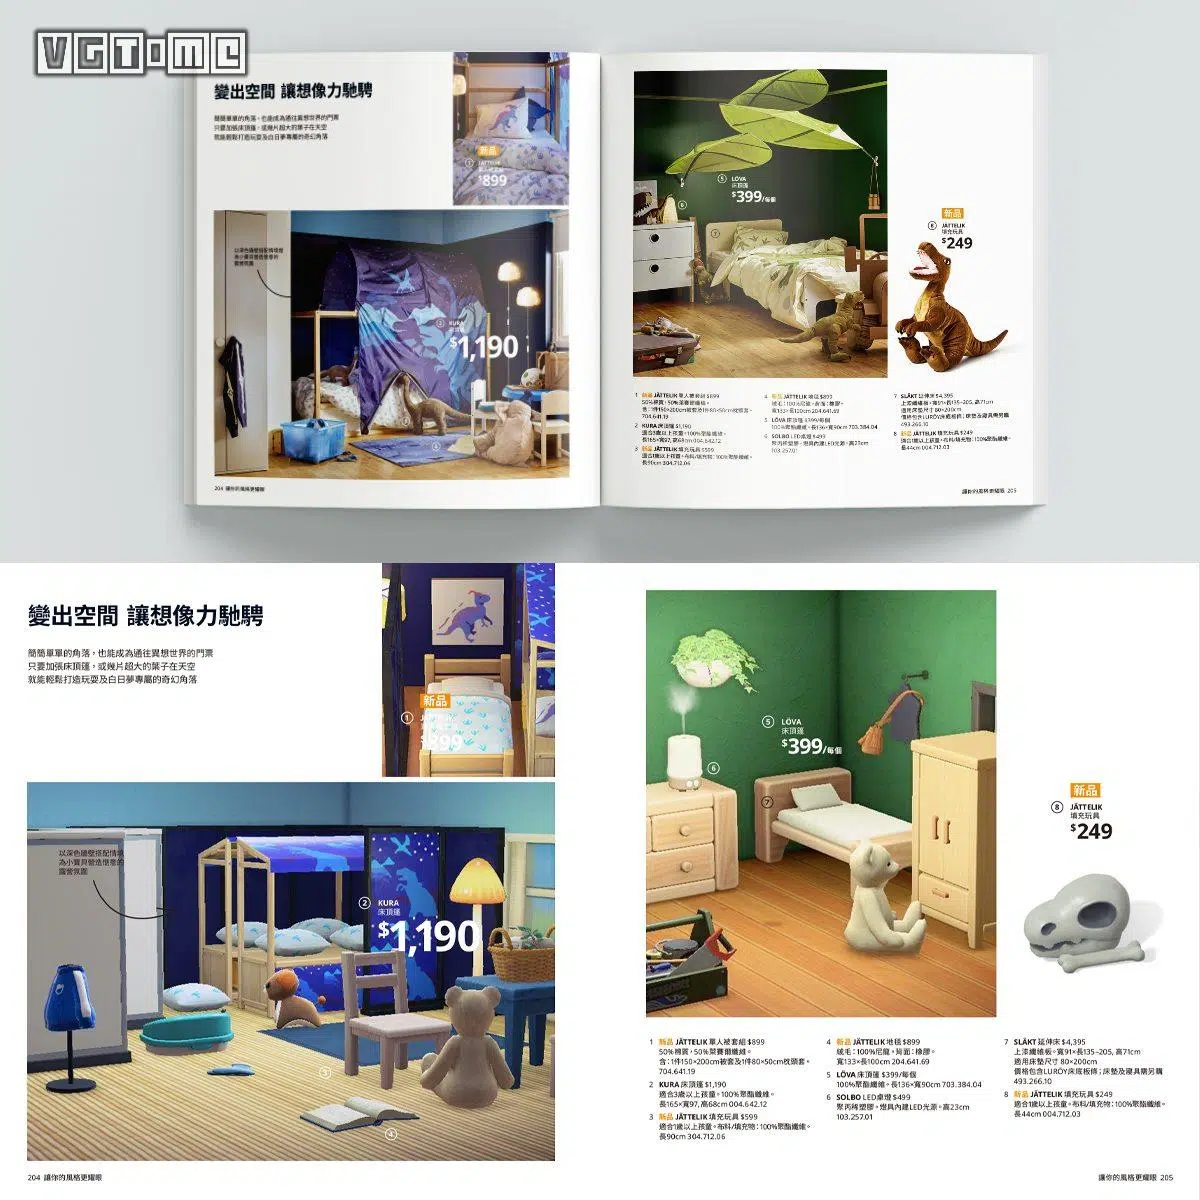 VGTIME
變出空間 讓想像力馳騁
簡簡單單的角落，也能成為通往異想世界的門票
只要加張床頂篷，或幾片超大的葉子在天空
就能輕鬆打造玩耍及白日夢專屬的奇幻角落
新品
1
JÄTTELIK
$899
以深色牆壁搭配情境燈
為小寶貝營造愜意的
露營氛圍
2 KURA
床頂篷
$1,190
4
204 讓你的風格更耀眼
5 LÖVA
床頂篷
$399/每個
6
7
新品
8 JÄTTELIK
填充玩具
$249
1 新品 JÄTTELIK 單人被套組 $899
50%棉質，50%萊賽爾纖維。
含：1件150×200cm被套及1件80×50cm枕頭套。
704.641.19
2 KURA 床頂篷 $1,190
適合3歲以上孩童。100%聚酯纖維。
長165×寬97，高68cm 004.642.12
3 新品 JÄTTELIK 填充玩具 $599
適合1歲以上孩童。布料/填充物：100%聚酯纖維。
長90cm 304.712.06
4 新品 JÄTTELIK 地毯 $899
絨毛：100%尼龍。背面：橡膠。
寬133×長100cm 204.641.69
5 LÖVA 床頂篷 $399/每個
100%聚酯纖維。長136×寬90cm 703.384.04
6 SOLBO LED桌燈 $499
聚丙烯塑膠。燈具內建LED光源。高23cm
103.257.01
7 SLÄKT 延伸床 $4,395
上漆纖維板。寬91×長135-205，高71cm
適用床墊尺寸 80×200cm
價格包含LURÖY床底板條；床墊及寢具需另購
493.266.10
8 新品 JÄTTELIK 填充玩具 $249
適合1歲以上孩童。布料/填充物：100%聚酯纖維。
長44cm 004.712.03
讓你的風格更耀眼 205
變出空間 讓想像力馳騁
簡簡單單的角落，也能成為通往異想世界的門票
只要加張床頂篷，或幾片超大的葉子在天空
就能輕鬆打造玩耍及白日夢專屬的奇幻角落
新品
1
$899
以深色牆壁搭配情境
為小寶貝營造愜意的
露營氛圍
2 KURA
床頂篷
$1,190
3
4
204 讓你的風格更耀眼
5 LÖVA
床頂篷
$399/每個
6
7
新品
8 JÄTTELIK
填充玩具
$249
1 新品 JÄTTELIK 單人被套組 $899
50%棉質，50%萊賽爾纖維。
含：1件150×200cm被套及1件80×50cm枕頭套。
704.641.19
2 KURA 床頂篷 $1,190
適合3歲以上孩童。100%聚酯纖維。
長165×寬97，高68cm 004.642.12
3 新品 JÄTTELIK 填充玩具 $599
適合1歲以上孩童。布料/填充物：100%聚酯纖維。
長90cm 304.712.06
4 新品 JÄTTELIK 地毯 $899
絨毛：100%尼龍。背面：橡膠。
寬133×長100cm 204.641.69
5 LÖVA 床頂篷 $399/每個
100%聚酯纖維。長136×寬90cm 703.384.04
6 SOLBO LED桌燈 $499
聚丙烯塑膠。燈具內建LED光源。高23cm
103.257.01
7 SLÄKT 延伸床 $4,395
上漆纖維板。寬91×長135-205，高71cm
適用床墊尺寸 80×200cm
價格包含LURÖY床底板條；床墊及寢具需另購
493.266.10
8 新品 JÄTTELIK 填充玩具 $249
適合1歲以上孩童。布料/填充物：100%聚酯纖維。
長44cm 004.712.03
讓你的風格更耀眼 205